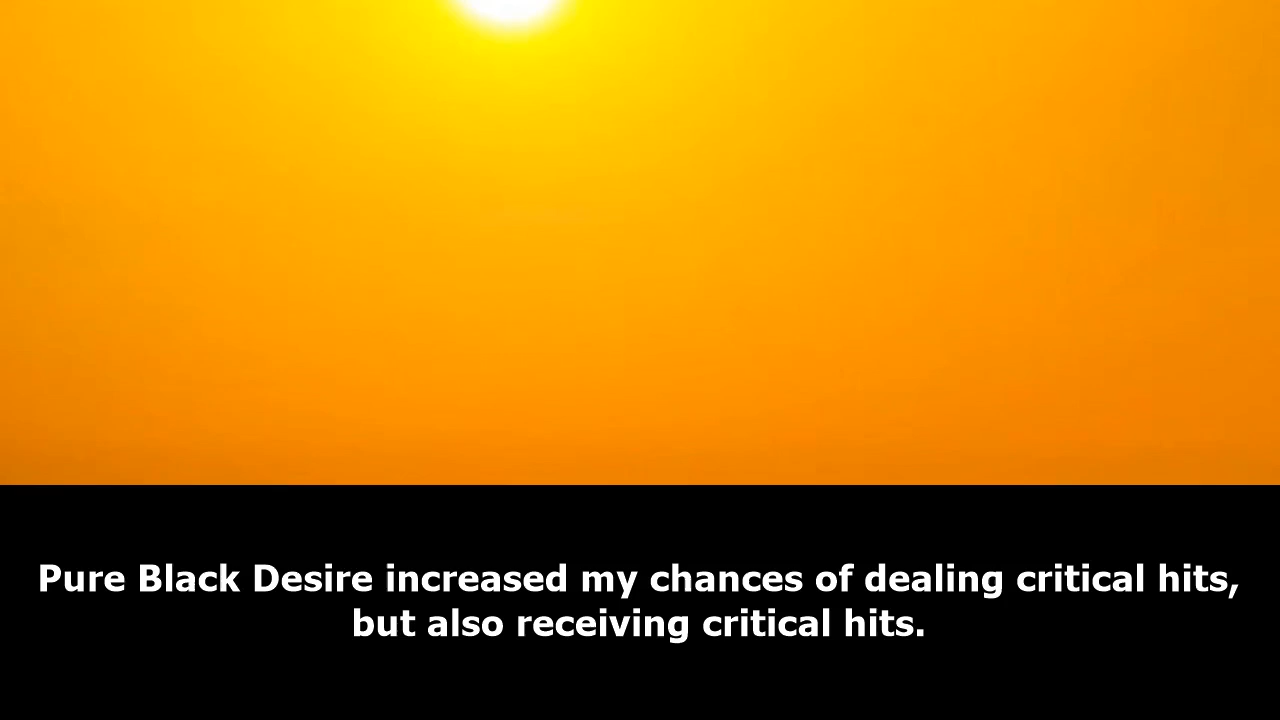 Pure Black Desire increased my chances of dealing critical hits,
but also receiving critical hits.